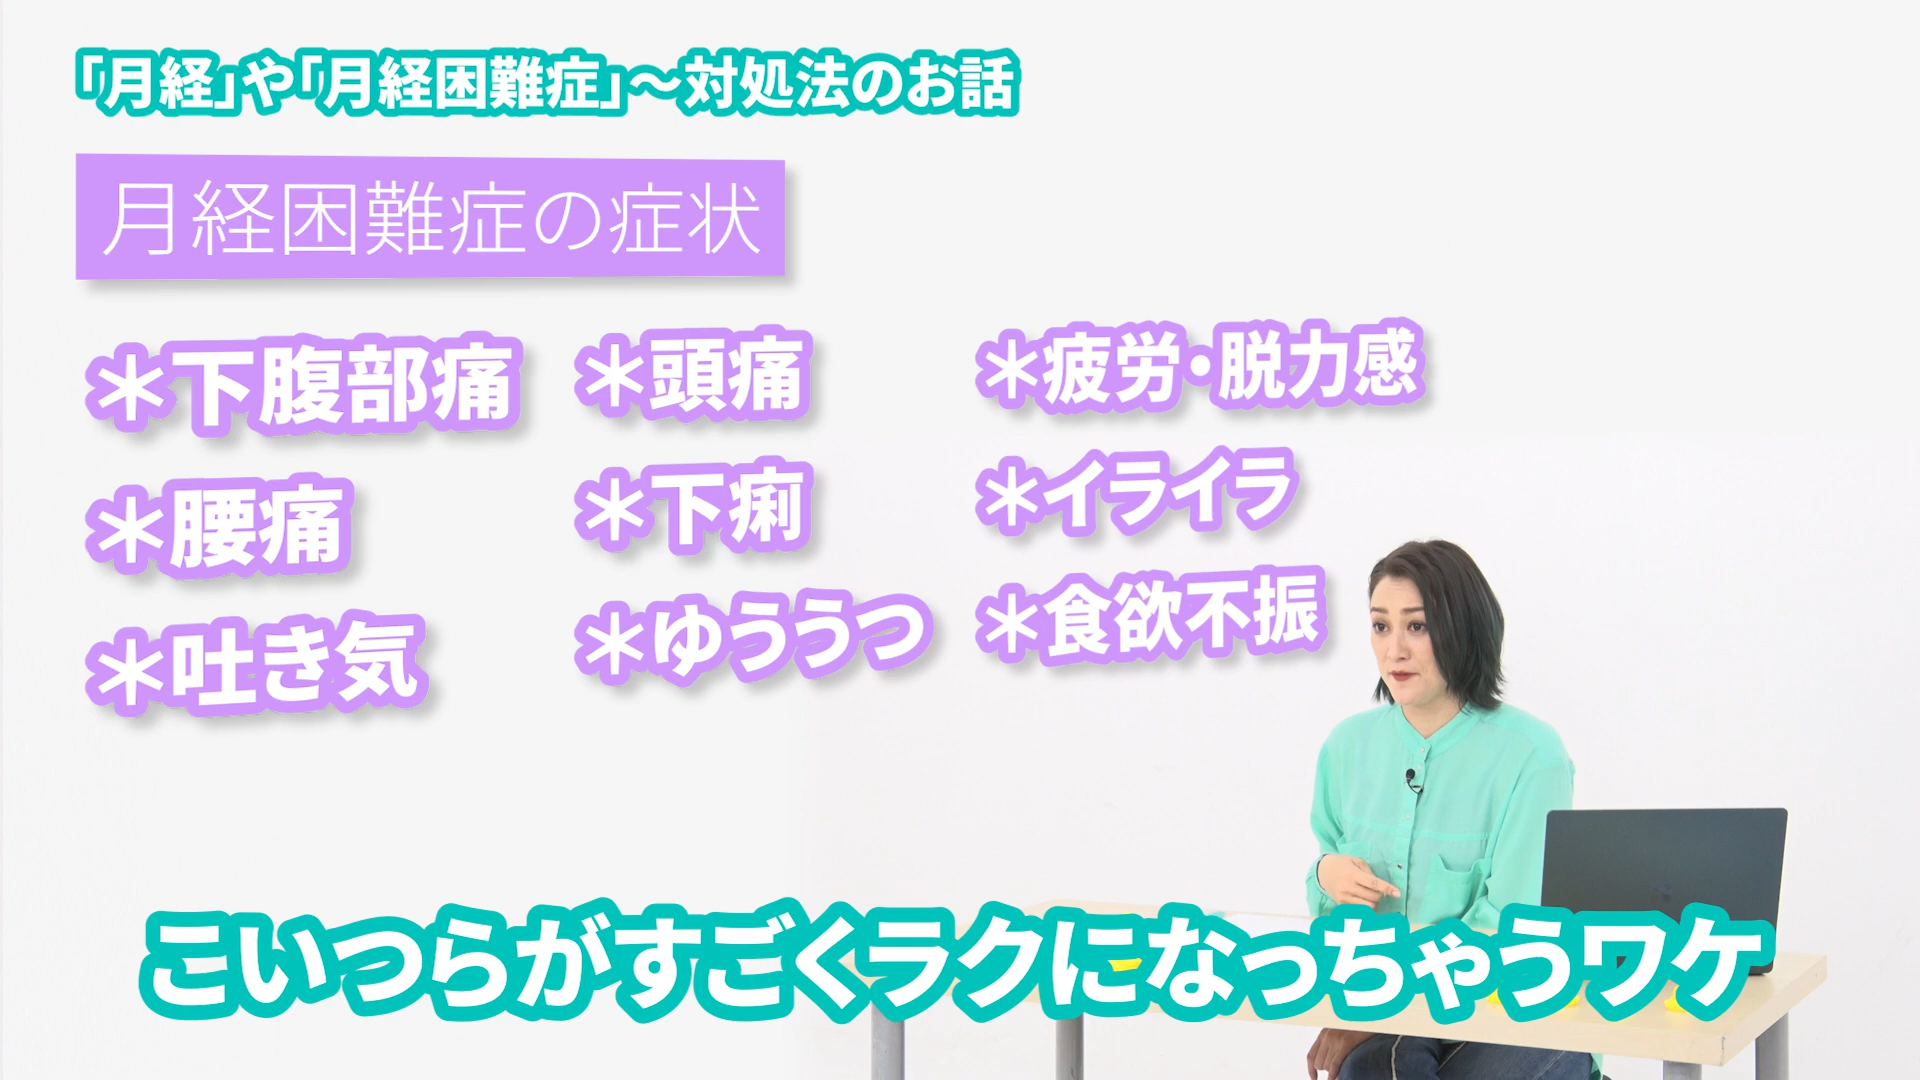 「月経」や「月経困難症」～対処法のお話
月経困難症の症状
＊下腹部痛
＊腰痛
＊吐き気
＊頭痛
＊下痢
＊ゆううつ
＊疲労・脱力感
＊イライラ
＊食欲不振
こいつらがすごくラクになっちゃうワケ